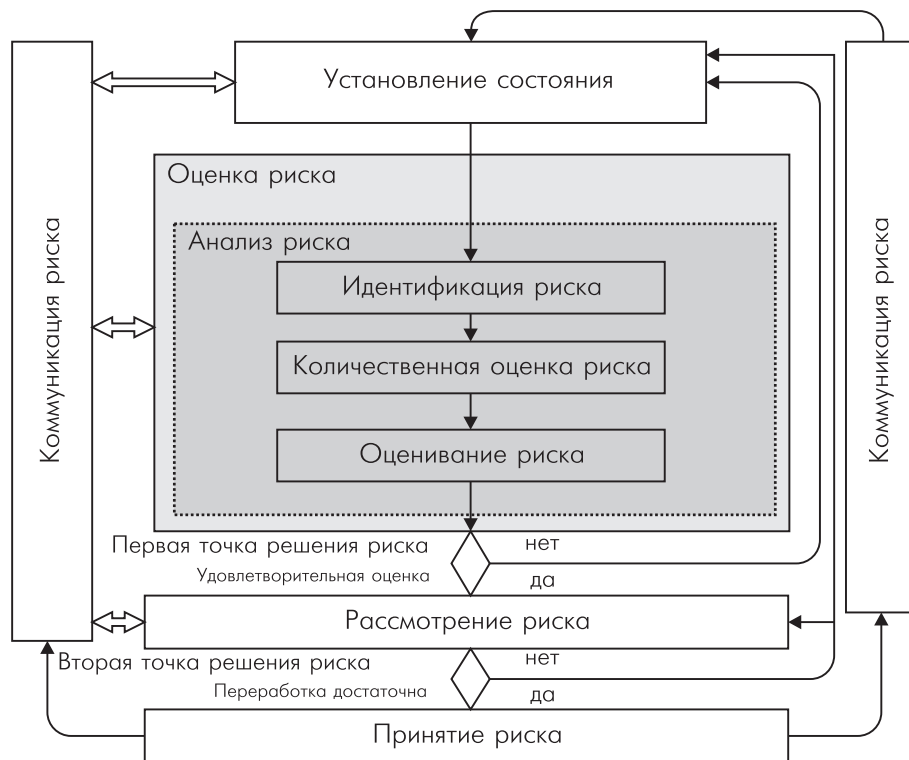 Установление состояния
Оценка риска
Анализ риска
Идентификация риска
Количественная оценка риска
Оценивание риска
Коммуникация риска
Коммуникация риска
Первая точка решения риска
нет
Удовлетворительная оценка
да
Рассмотрение риска
Вторая точка решения риска
нет
Переработка достаточна
да
Принятие риска